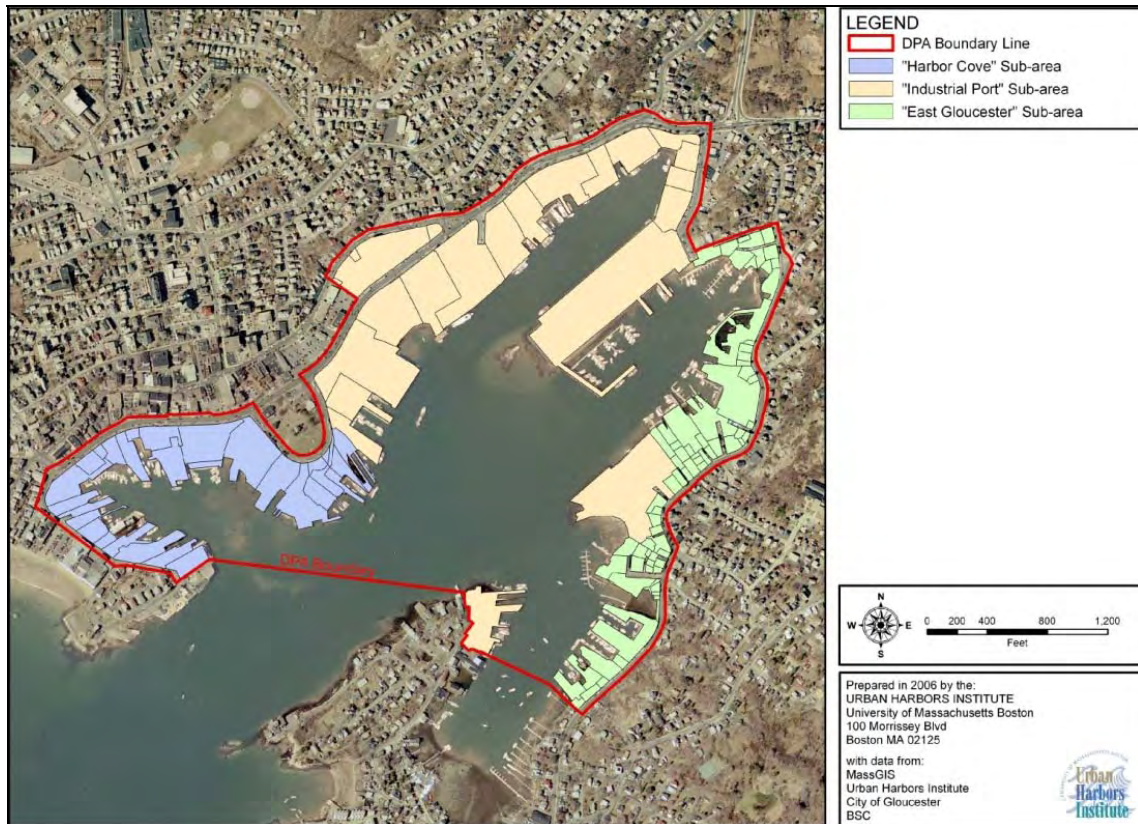 LEGEND
DPA Boundary Line
"Harbor Cove" Sub-area
"Industrial Port" Sub-area
"East Gloucester" Sub-area
DPA Boundary
N
W
E
S
0 200 400 800 1,200
Feet
Prepared in 2006 by the:
URBAN HARBORS INSTITUTE
University of Massachusetts Boston
100 Morrissey Blvd
Boston MA 02125
with data from:
MassGIS
Urban Harbors Institute
City of Gloucester
BSC
Urban
Harbors
Institute